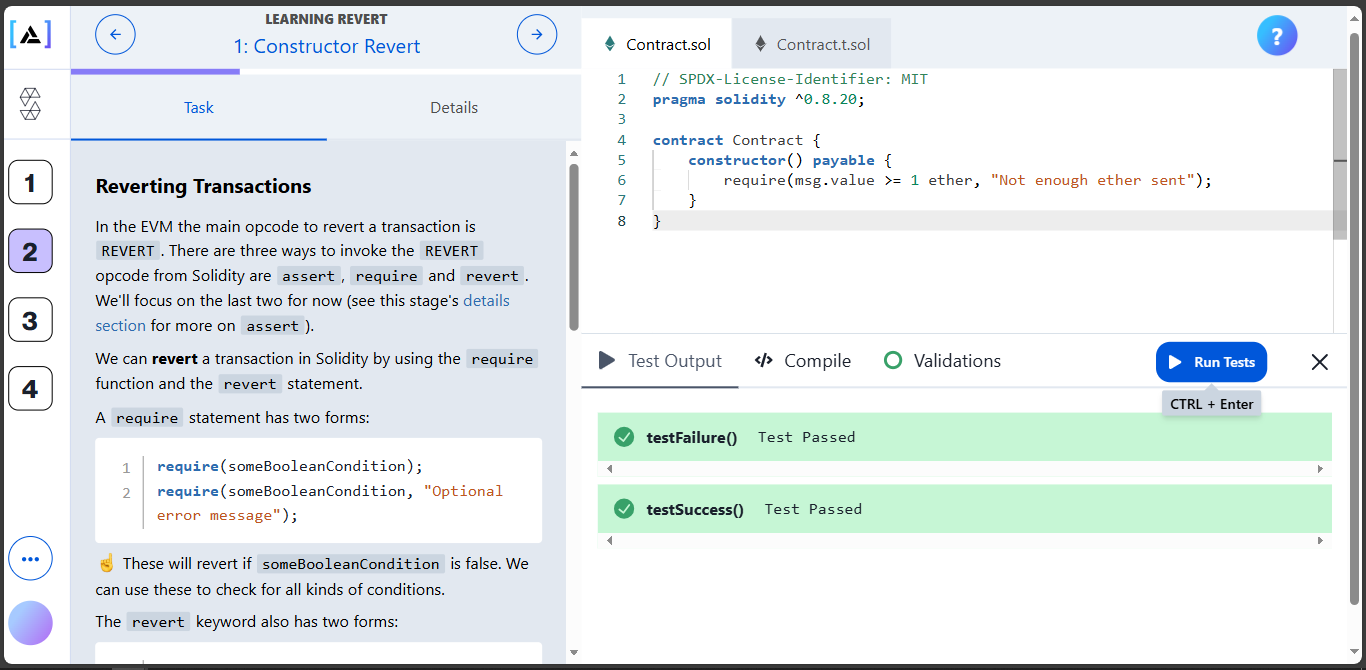 LEARNING REVERT
1: Constructor Revert
Task
Details
1
2
3
4
Reverting Transactions
In the EVM the main opcode to revert a transaction is
REVERT. There are three ways to invoke the REVERT
opcode from Solidity are assert, require and revert.
We'll focus on the last two for now (see this stage's details
section for more on assert).
We can revert a transaction in Solidity by using the require
function and the revert statement.
A require statement has two forms:
1 require(someBooleanCondition);
2 require(someBooleanCondition, "Optional
error message");
☝ These will revert if someBooleanCondition is false. We
can use these to check for all kinds of conditions.
The revert keyword also has two forms:
Contract.sol
Contract.t.sol
?
1 // SPDX-License-Identifier: MIT
2 pragma solidity ^0.8.20;
3
4 contract Contract {
5 constructor() payable {
6 require(msg.value >= 1 ether, "Not enough ether sent");
7 }
8 }
Test Output
Compile
Validations
Run Tests
CTRL + Enter
testFailure() Test Passed
testSuccess() Test Passed